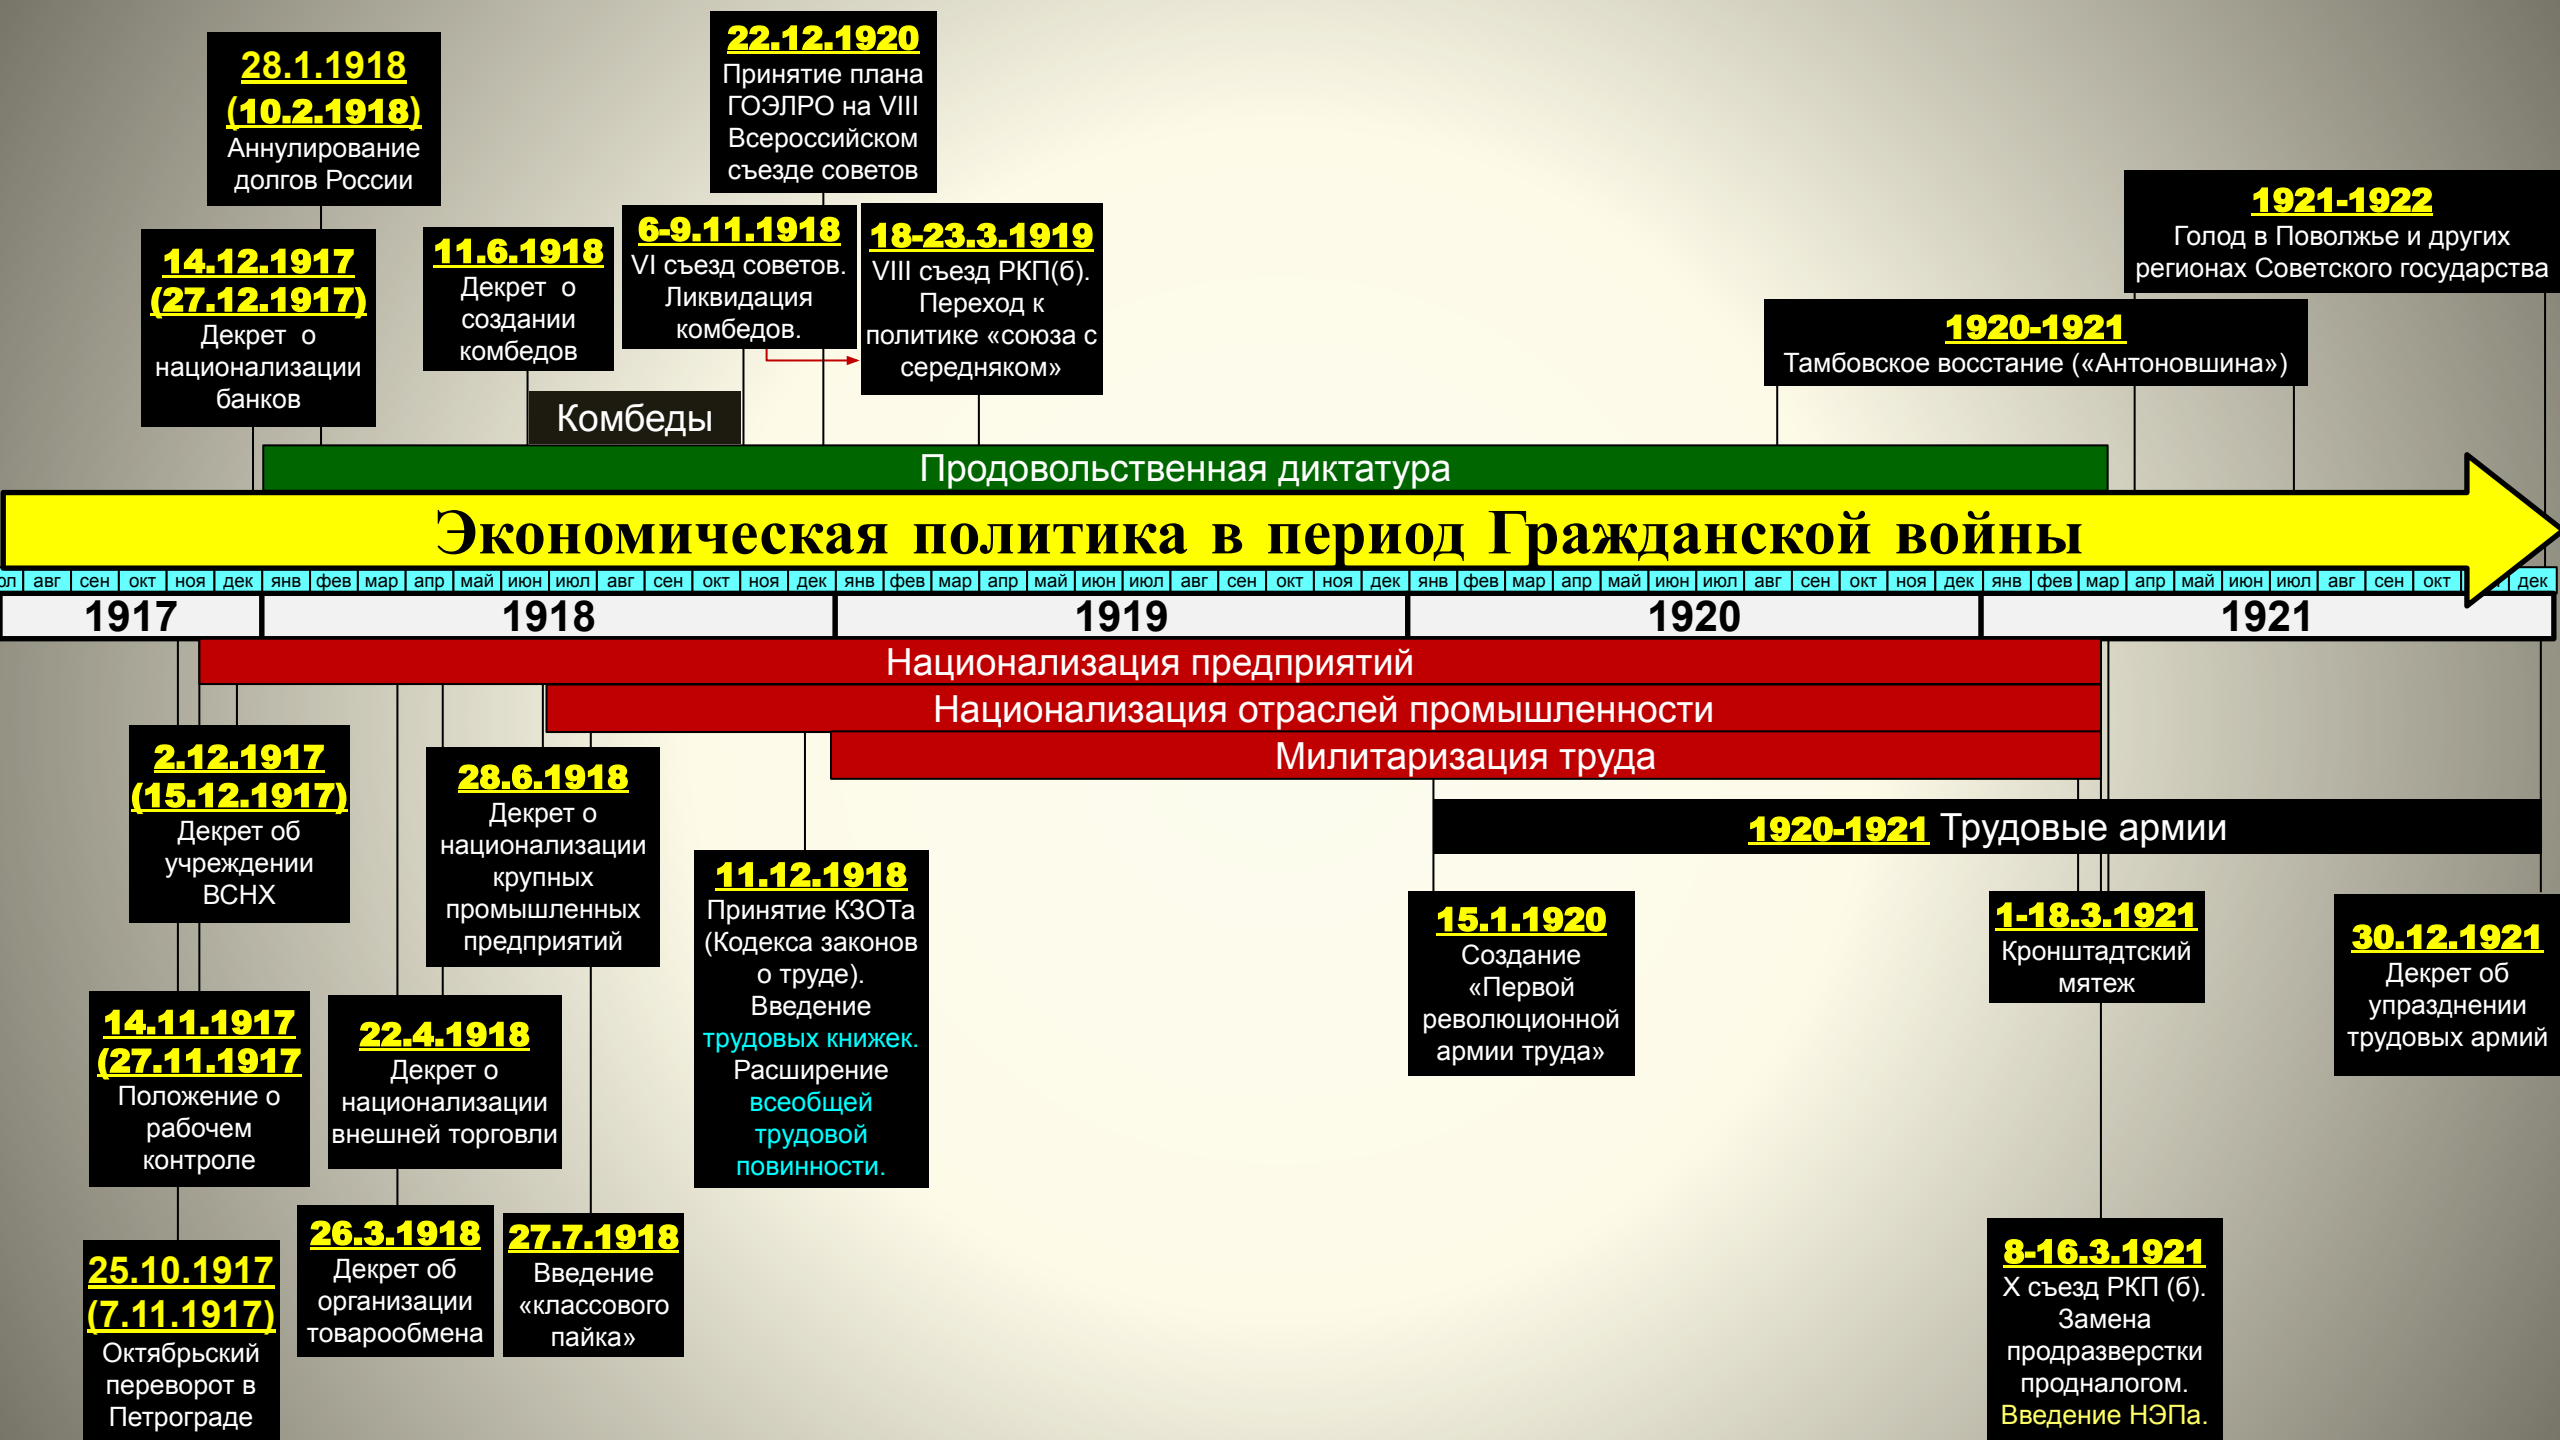 28.1.1918
(10.2.1918)
Аннулирование
долгов России
22.12.1920
Принятие плана
ГОЭЛРО на VIII
Всероссийском
съезде советов
14.12.1917
(27.12.1917)
Декрет о
национализации
банков
11.6.1918
Декрет о
создании
комбедов
6-9.11.1918
VI съезд советов.
Ликвидация
комбедов.
18-23.3.1919
VIII съезд РКП(б).
Переход к
политике «союза с
середняком»
1921-1922
Голод в Поволжье и других
регионах Советского государства
1920-1921
Тамбовское восстание («Антоновшина»)
Комбеды
Продовольственная диктатура
Экономическая политика в период Гражданской войны
авг сен окт ноя дек янв фев мар апр май июн июл авг сен окт ноя дек янв фев мар апр май июн июл авг сен окт ноя дек янв фев мар апр май июн июл авг сен окт ноя дек янв фев мар апр май июн июл авг сен окт дек
1917 1918 1919 1920 1921
Национализация предприятий
Национализация отраслей промышленности
Милитаризация труда
1920-1921 Трудовые армии
2.12.1917
(15.12.1917)
Декрет об
учреждении
ВСНХ
28.6.1918
Декрет о
национализации
крупных
промышленных
предприятий
11.12.1918
Принятие КЗОТа
(Кодекса законов
о труде).
Введение
трудовых книжек.
Расширение
всеобщей
трудовой
повинности.
15.1.1920
Создание
«Первой
революционной
армии труда»
1-18.3.1921
Кронштадтский
мятеж
30.12.1921
Декрет об
упразднении
трудовых армий
14.11.1917
(27.11.1917
Положение о
рабочем
контроле
22.4.1918
Декрет о
национализации
внешней торговли
25.10.1917
(7.11.1917)
Октябрьский
переворот в
Петрограде
26.3.1918
Декрет об
организации
товарообмена
27.7.1918
Введение
«классового
пайка»
8-16.3.1921
X съезд РКП (б).
Замена
продразверстки
продналогом.
Введение НЭПа.